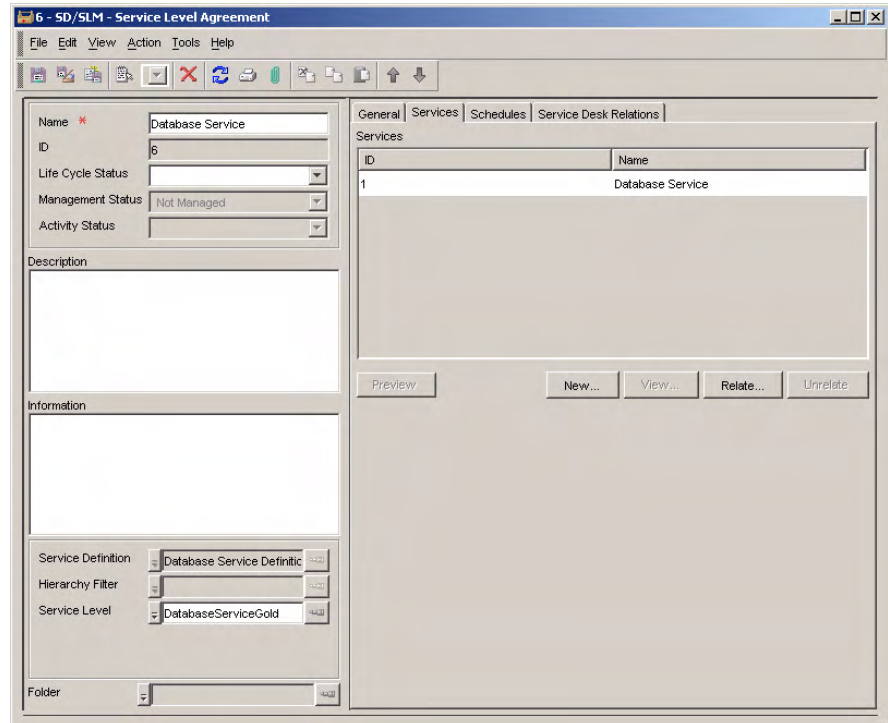 6 - SD/SLM - Service Level Agreement
File Edit View Action Tools Help
Name *
Database Service
ID
6
Life Cycle Status
Management Status
Not Managed
Activity Status
Description
Information
Service Definition
Database Service Definitic
Hierarchy Filter
Service Level
DatabaseServiceGold
Folder
General Services Schedules Service Desk Relations
Services
ID Name
1 Database Service
Preview New... View... Relate... Unrelate